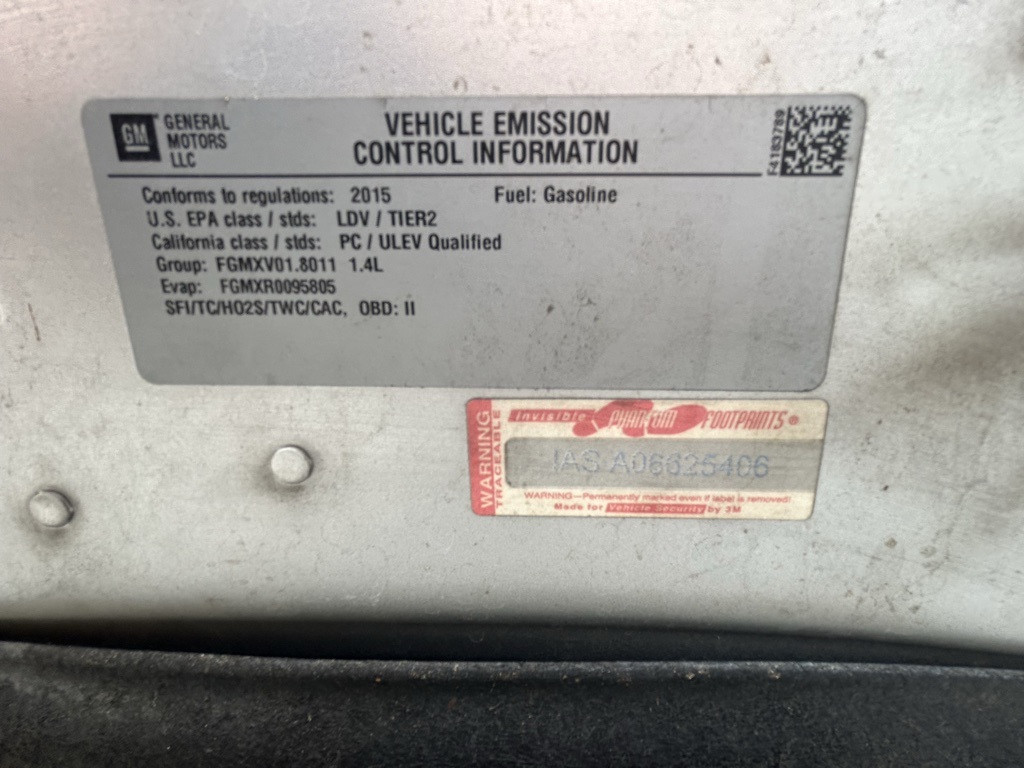 GM
GENERAL
MOTORS
LLC
VEHICLE EMISSION
CONTROL INFORMATION
F4183789
Conforms to regulations: 2015 Fuel: Gasoline
U.S. EPA class / stds: LDV / TIER2
California class / stds: PC / ULEV Qualified
Group: FGMXV01.8011 1.4L
Evap: FGMXR0095805
SFI/TC/HO2S/TWC/CAC, OBD: II
WARNING
TRACEABLE
Invisible PHANTOM FOOTPRINTS®
IAS A06625406
WARNING—Permanently marked even if label is removed!
Made for Vehicle Security by 3M